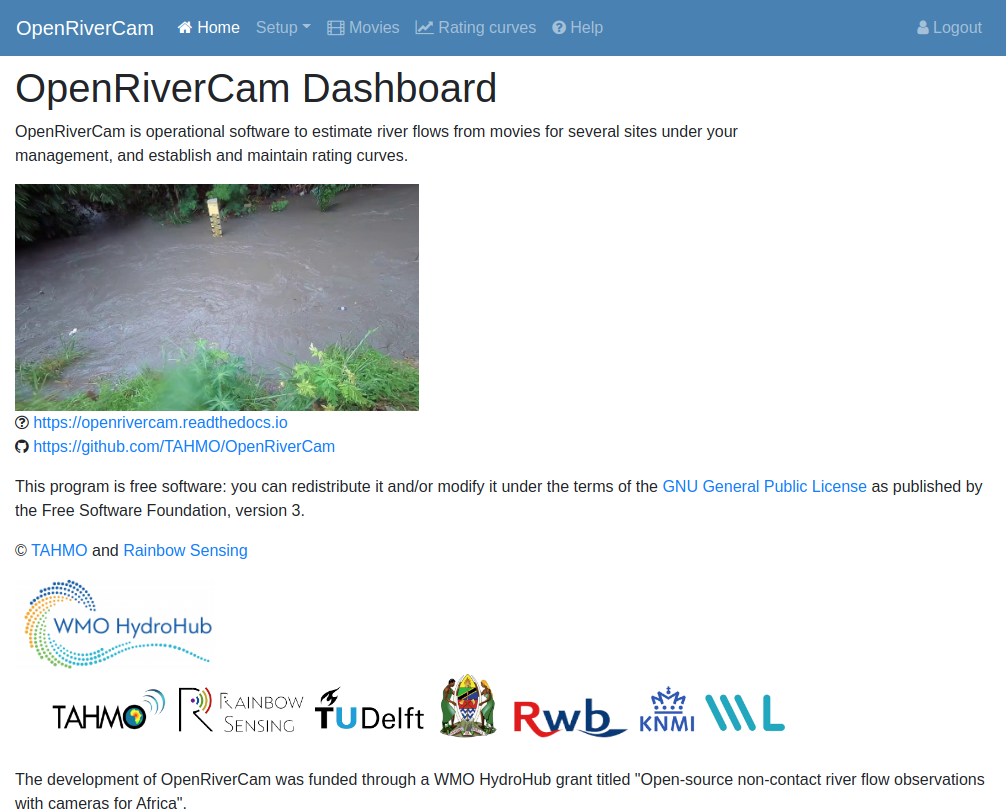 OpenRiverCam Home Setup Movies Rating curves Help Logout
OpenRiverCam Dashboard
OpenRiverCam is operational software to estimate river flows from movies for several sites under your
management, and establish and maintain rating curves.
https://openrivercam.readthedocs.io
https://github.com/TAHMO/OpenRiverCam
This program is free software: you can redistribute it and/or modify it under the terms of the GNU General Public License as published by
the Free Software Foundation, version 3.
© TAHMO and Rainbow Sensing
WMO HydroHub
TAHMO RAINBOW SENSING TUDelft Rwb KNMI
The development of OpenRiverCam was funded through a WMO HydroHub grant titled "Open-source non-contact river flow observations
with cameras for Africa".